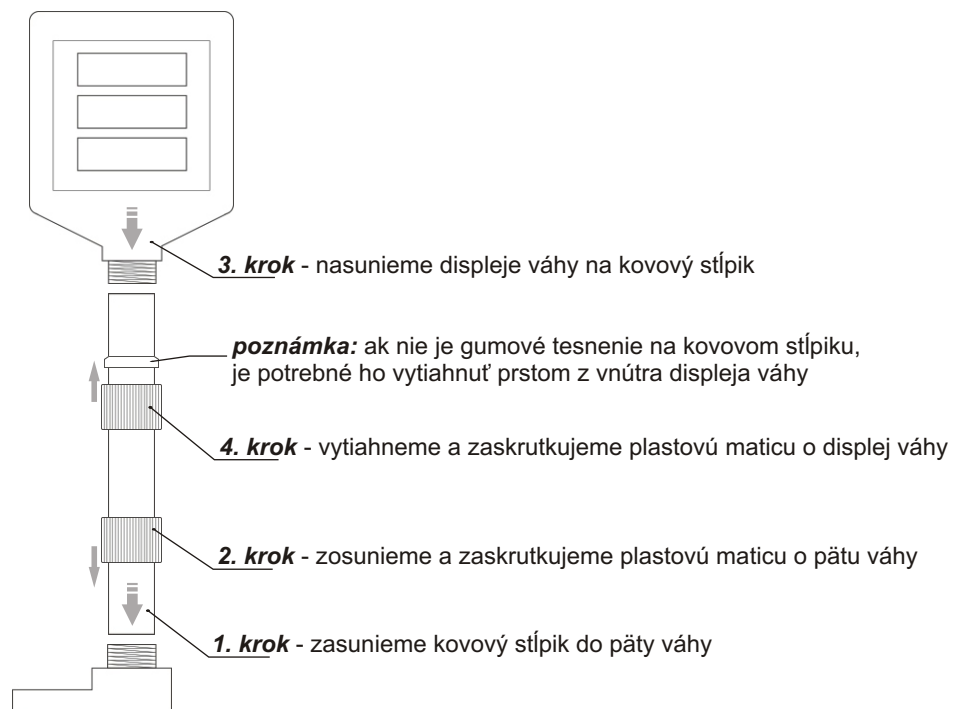 3. krok - nasunieme displeje váhy na kovový stĺpik
poznámka: ak nie je gumové tesnenie na kovovom stĺpiku,
je potrebné ho vytiahnuť prstom z vnútra displeja váhy
4. krok - vytiahneme a zaskrutkujeme plastovú maticu o displej váhy
2. krok - zosunieme a zaskrutkujeme plastovú maticu o pätu váhy
1. krok - zasunieme kovový stĺpik do päty váhy